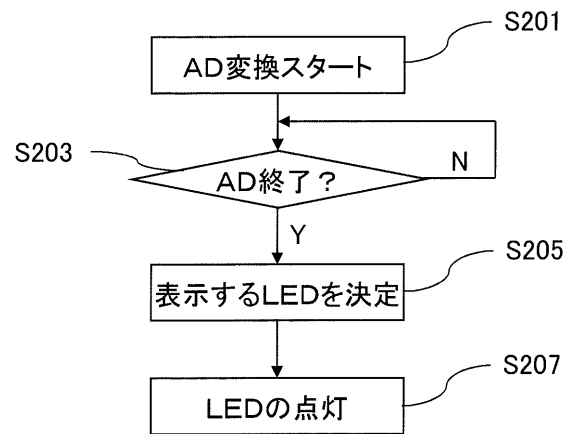 S201
ＡＤ変換スタート
S203
ＡＤ終了？
N
Y
S205
表示するＬＥＤを決定
S207
ＬＥＤの点灯